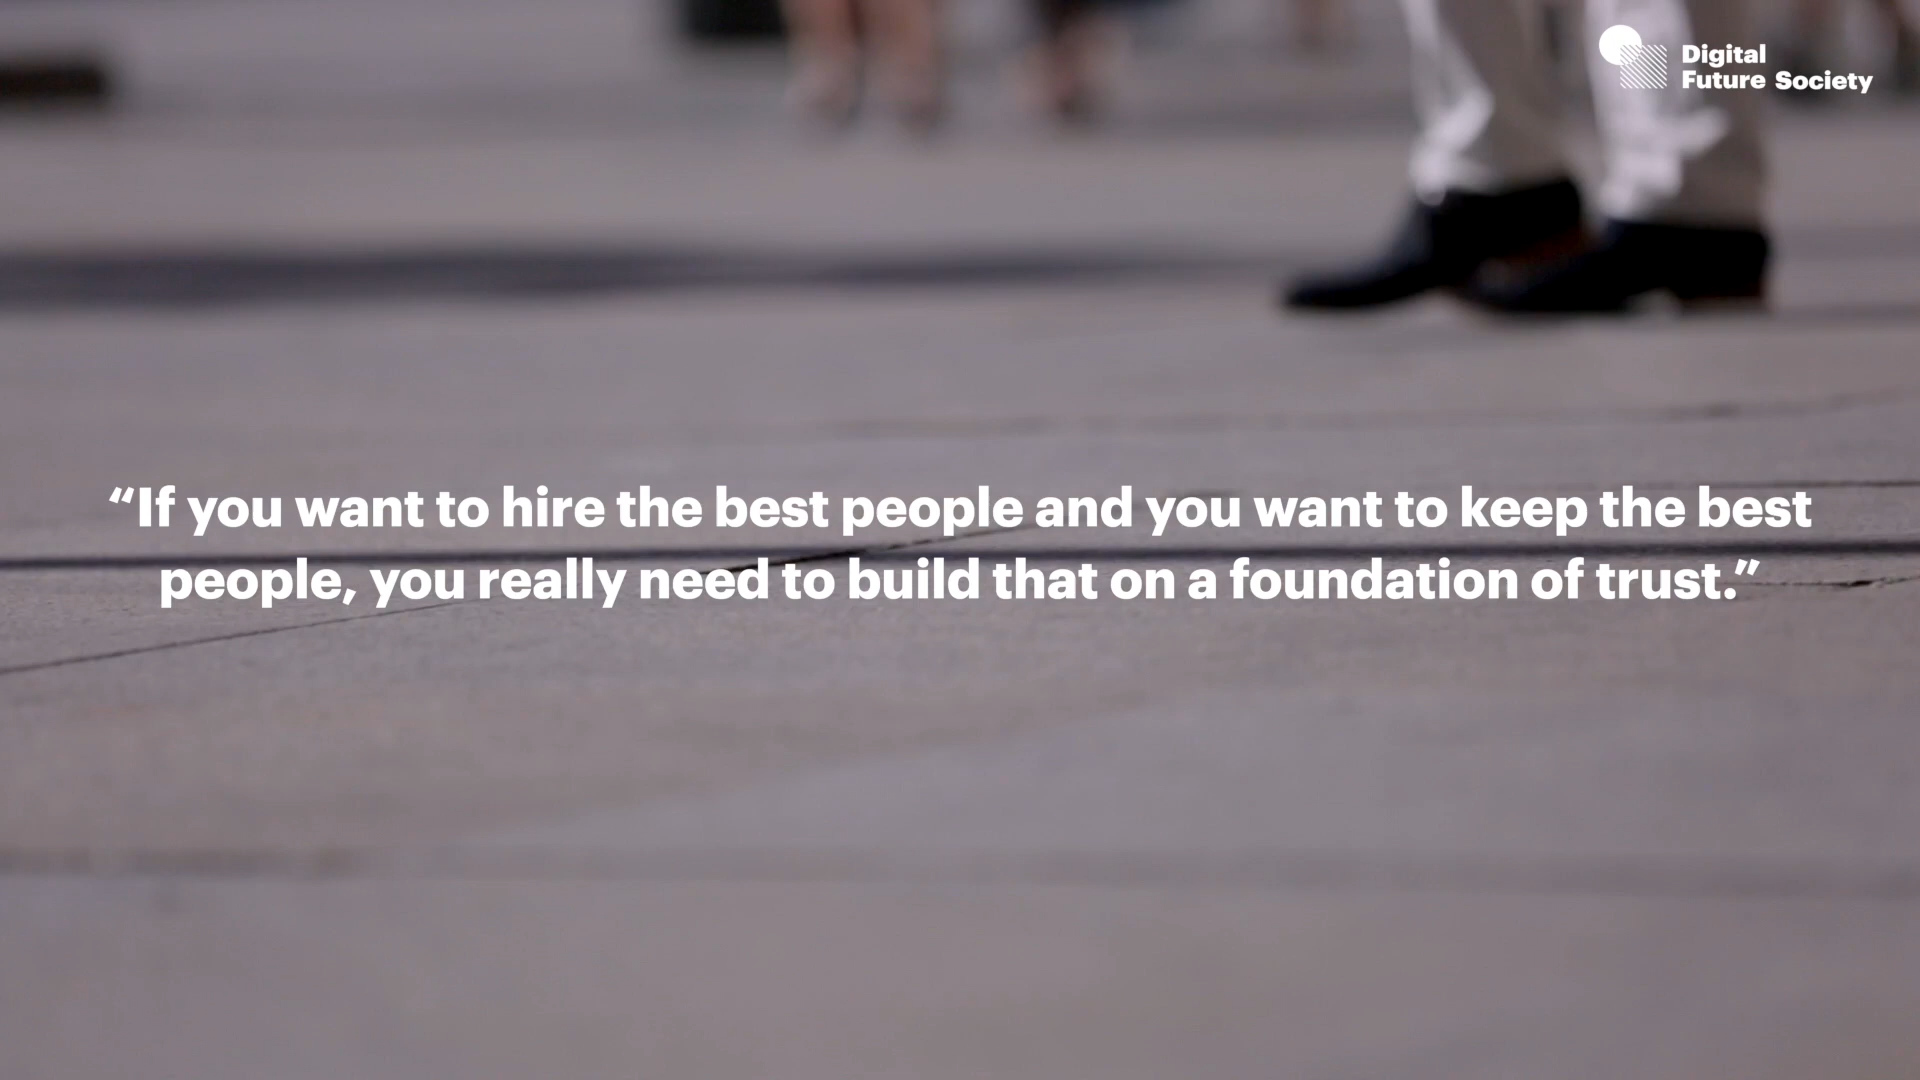 Digital
Future Society
“If you want to hire the best people and you want to keep the best
people, you really need to build that on a foundation of trust.”